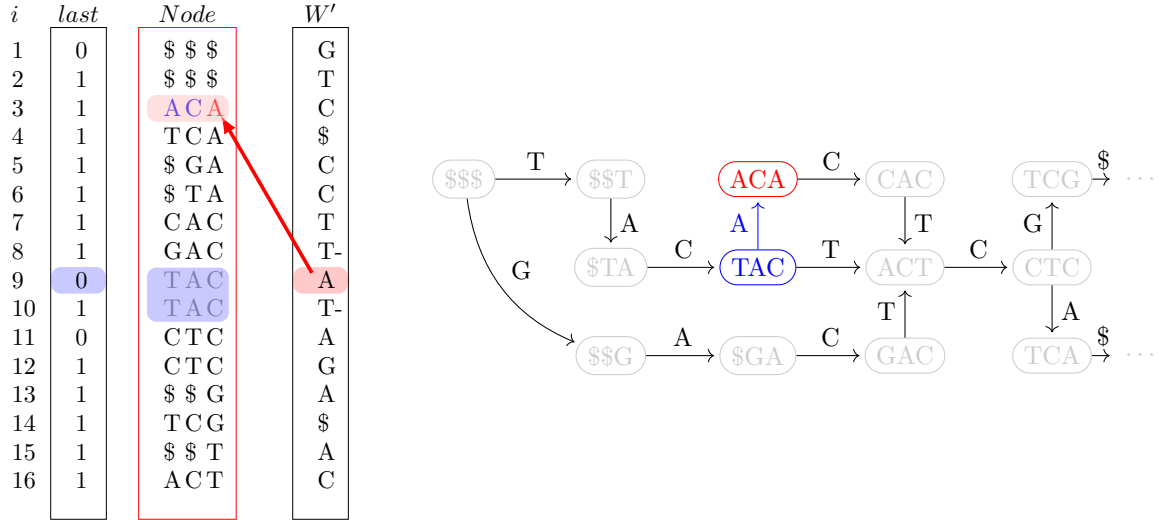 i last Node W'
1 0 $ $ $ G
2 1 $ $ $ T
3 1 A C A C
4 1 T C A $
5 1 $ G A C
6 1 $ T A C
7 1 C A C T
8 1 G A C T-
9 0 T A C A
10 1 T A C T-
11 0 C T C A
12 1 C T C G
13 1 $ $ G A
14 1 T C G $
15 1 $ $ T A
16 1 A C T C
$$$ T $$T ACA C CAC TCG $ ···
A A T G
G
$TA C TAC T ACT C CTC
T A
$$G A $GA C GAC TCA $ ···